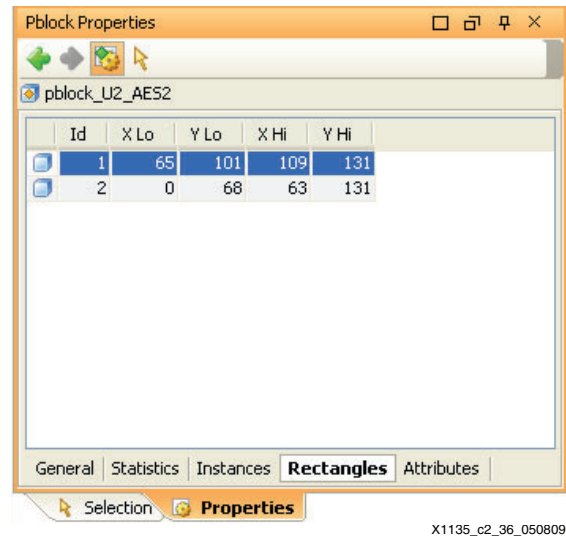 Pblock Properties
pblock_U2_AES2
Id X Lo Y Lo X Hi Y Hi
1 65 101 109 131
2 0 68 63 131
General Statistics Instances Rectangles Attributes
Selection Properties
X1135_c2_36_050809